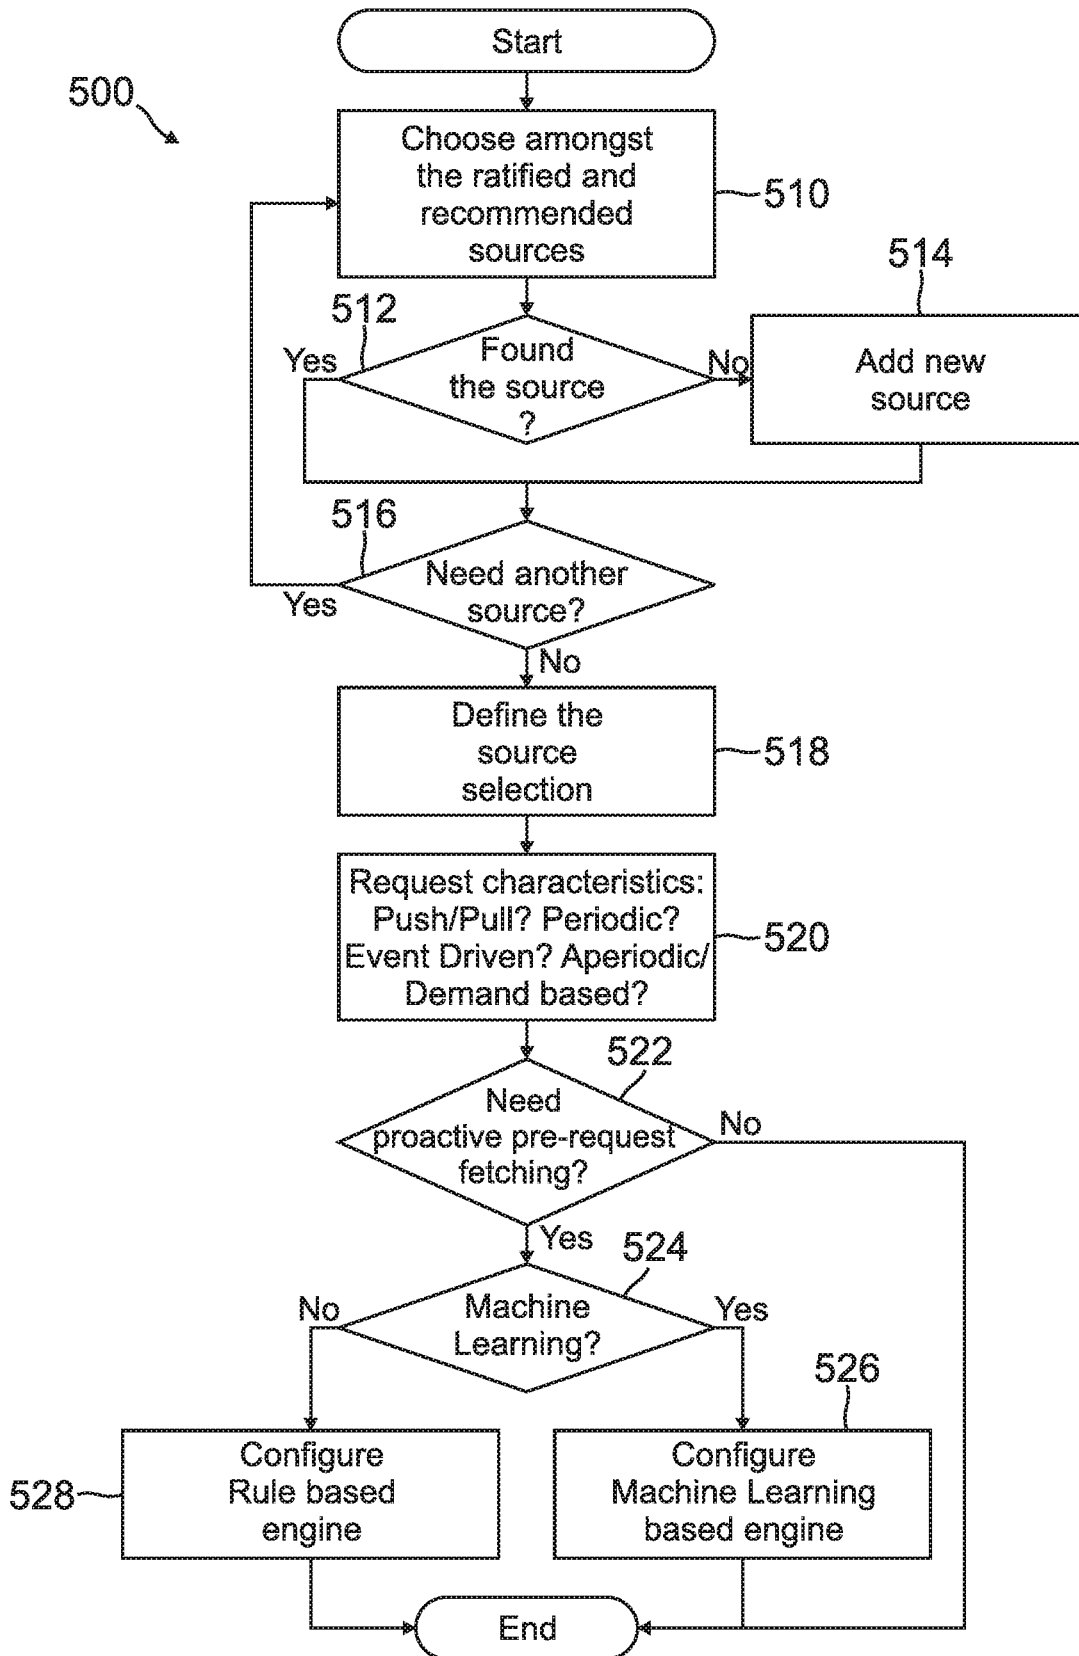 Start
500
Choose amongst
the ratified and
recommended
sources
510
514
512
Yes
Found
the source
?
No
Add new
source
516
Need another
source?
Yes
No
Define the
source
selection
518
Request characteristics:
Push/Pull? Periodic?
Event Driven? Aperiodic/
Demand based?
520
522
Need
proactive pre-request
fetching?
No
Yes
524
No
Machine
Learning?
Yes
526
Configure
Rule based
engine
528
Configure
Machine Learning
based engine
End